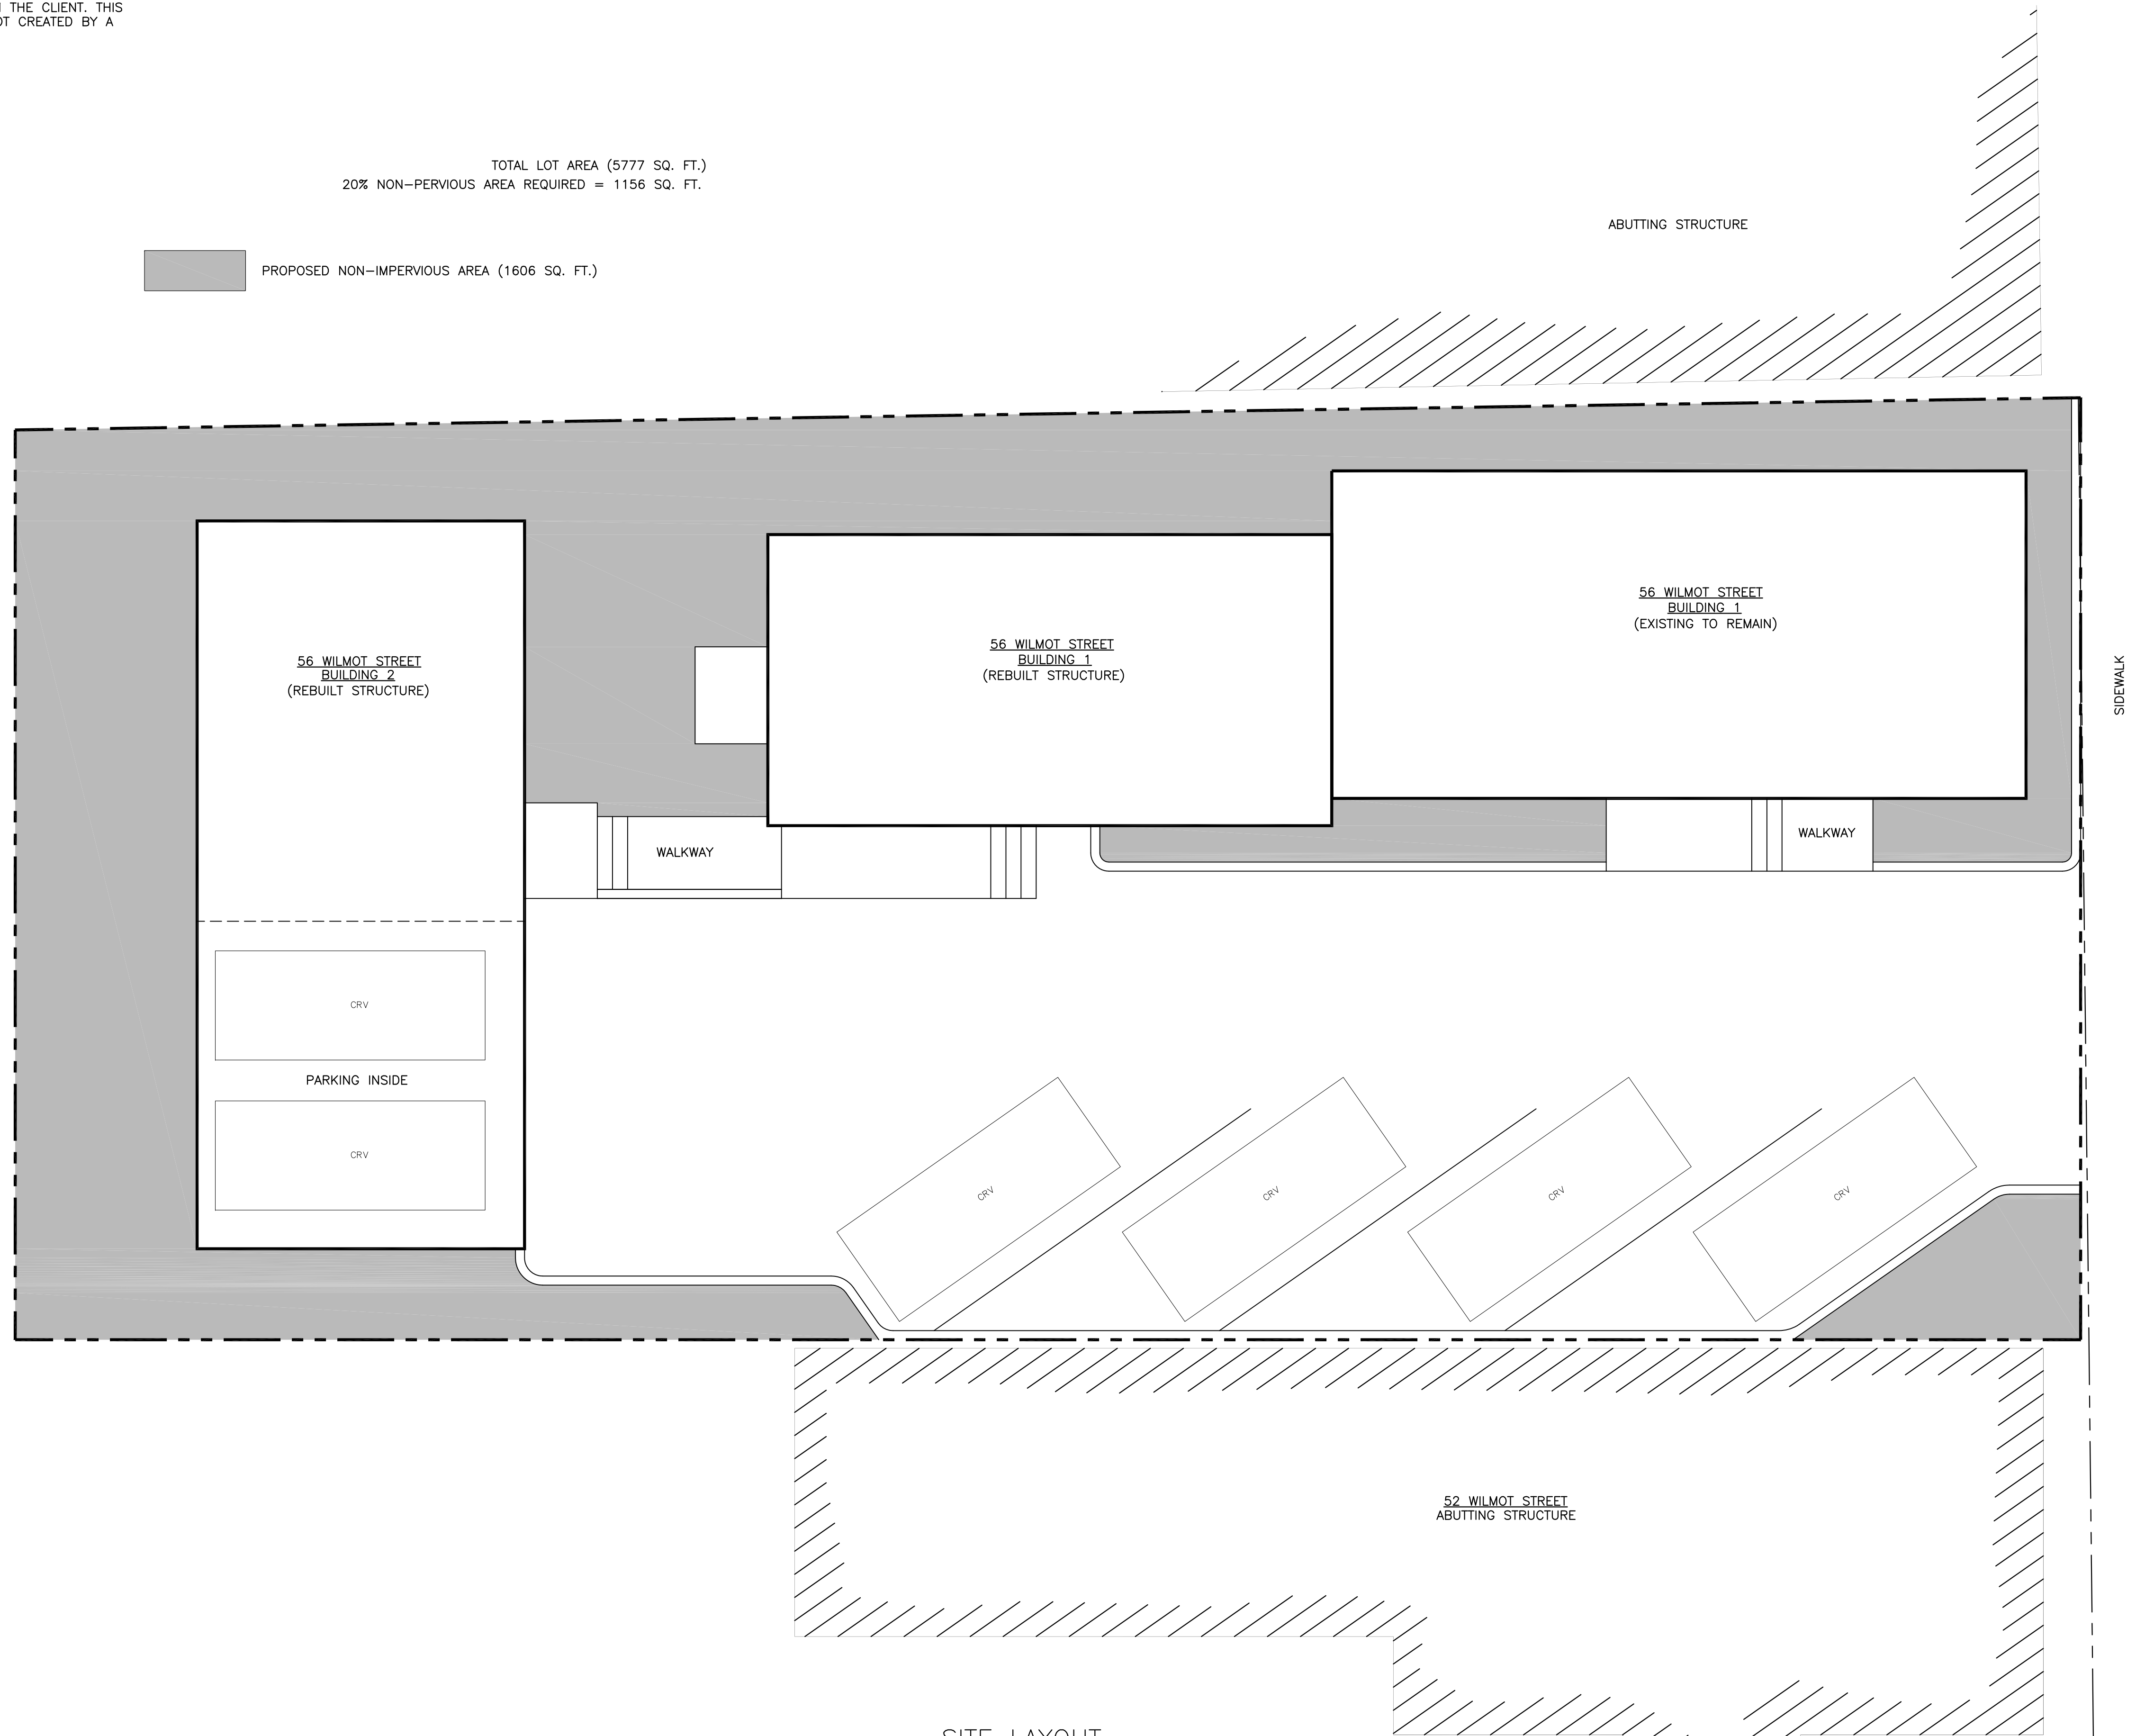 THE CLIENT. THIS
CREATED BY A
TOTAL LOT AREA (5777 SQ. FT.)
20% NON-PERVIOUS AREA REQUIRED = 1156 SQ. FT.
PROPOSED NON-IMPERVIOUS AREA (1606 SQ. FT.)
ABUTTING STRUCTURE
56 WILMOT STREET
BUILDING 2
(REBUILT STRUCTURE)
56 WILMOT STREET
BUILDING 1
(REBUILT STRUCTURE)
56 WILMOT STREET
BUILDING 1
(EXISTING TO REMAIN)
SIDEWALK
WALKWAY
WALKWAY
CRV
PARKING INSIDE
CRV
CRV
CRV
CRV
CRV
52 WILMOT STREET
ABUTTING STRUCTURE
SITE LAYOUT